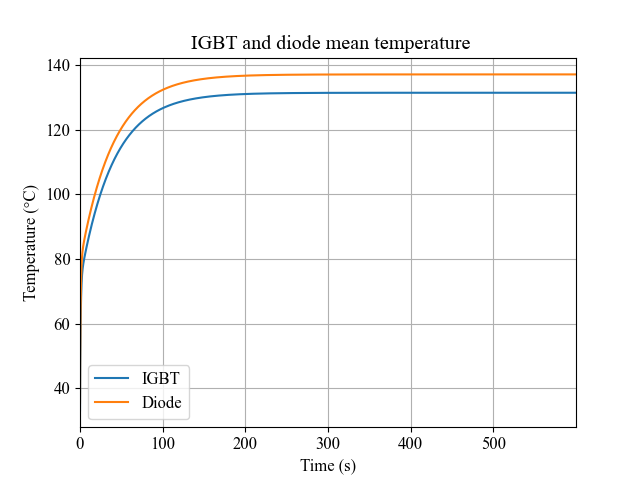 IGBT and diode mean temperature
Temperature (°C)
140
120
100
80
60
40
IGBT
Diode
0 100 200 300 400 500
Time (s)